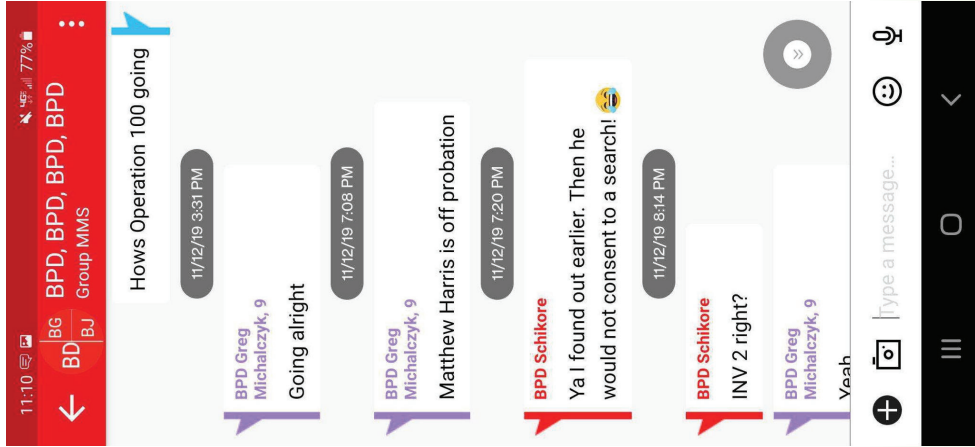 11:10
4GE 77%
BD
BG
BJ
BPD, BPD, BPD, BPD
Group MMS
Hows Operation 100 going
11/12/19 3:31 PM
BPD Greg
Michalczyk, 9
Going alright
11/12/19 7:08 PM
BPD Greg
Michalczyk, 9
Matthew Harris is off probation
11/12/19 7:20 PM
BPD Schikore
Ya I found out earlier. Then he
would not consent to a search! 😂
11/12/19 8:14 PM
BPD Schikore
INV 2 right?
BPD Greg
Michalczyk, 9
Yeah
Type a message...